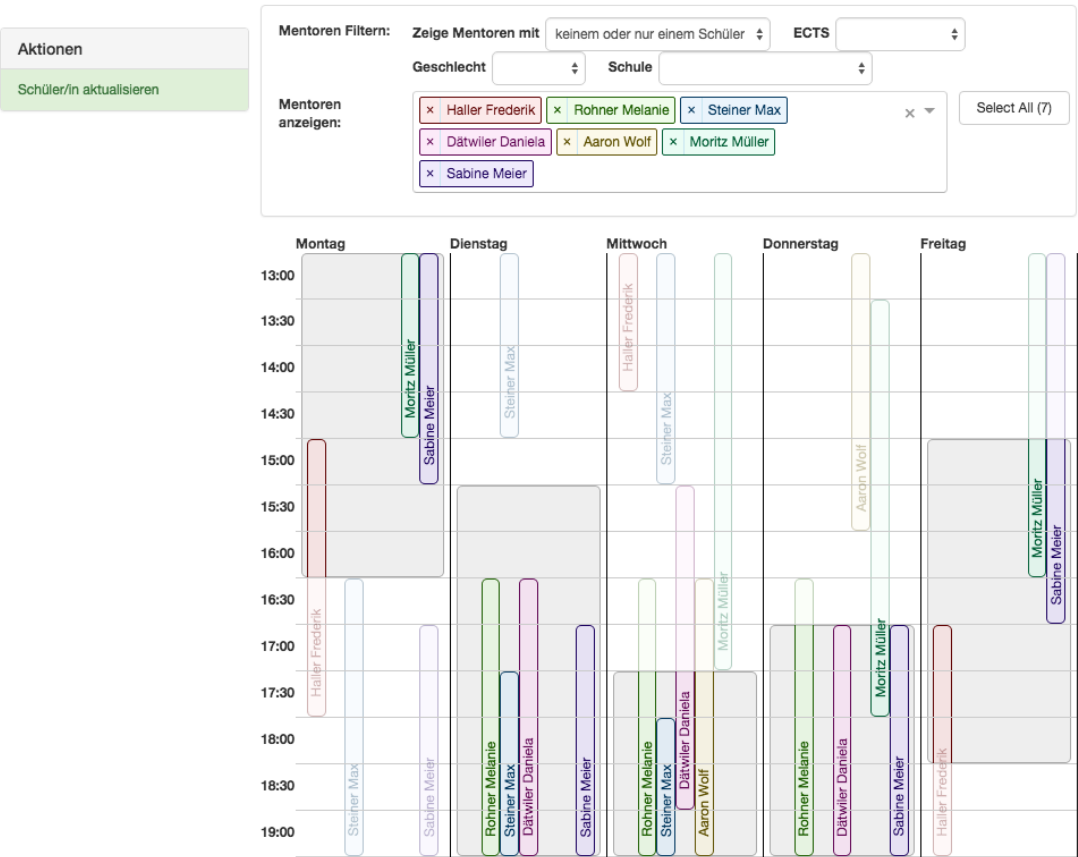 Aktionen
Schüler/in aktualisieren
Mentoren Filtern:
Zeige Mentoren mit keinem oder nur einem Schüler ECTS
Geschlecht Schule
Mentoren anzeigen:
× Haller Frederik × Rohner Melanie × Steiner Max
× Dätwiler Daniela × Aaron Wolf × Moritz Müller
× Sabine Meier
× Select All (7)
Montag Dienstag Mittwoch Donnerstag Freitag
13:00
13:30
14:00
14:30
15:00
15:30
16:00
16:30
17:00
17:30
18:00
18:30
19:00
Haller Frederik
Steiner Max
Moritz Müller
Sabine Meier
Sabine Meier
Rohner Melanie
Steiner Max
Steiner Max
Dätwiler Daniela
Sabine Meier
Haller Frederik
Rohner Melanie
Steiner Max
Steiner Max
Dätwiler Daniela
Aaron Wolf
Moritz Müller
Rohner Melanie
Dätwiler Daniela
Aaron Wolf
Moritz Müller
Sabine Meier
Haller Frederik
Moritz Müller
Sabine Meier